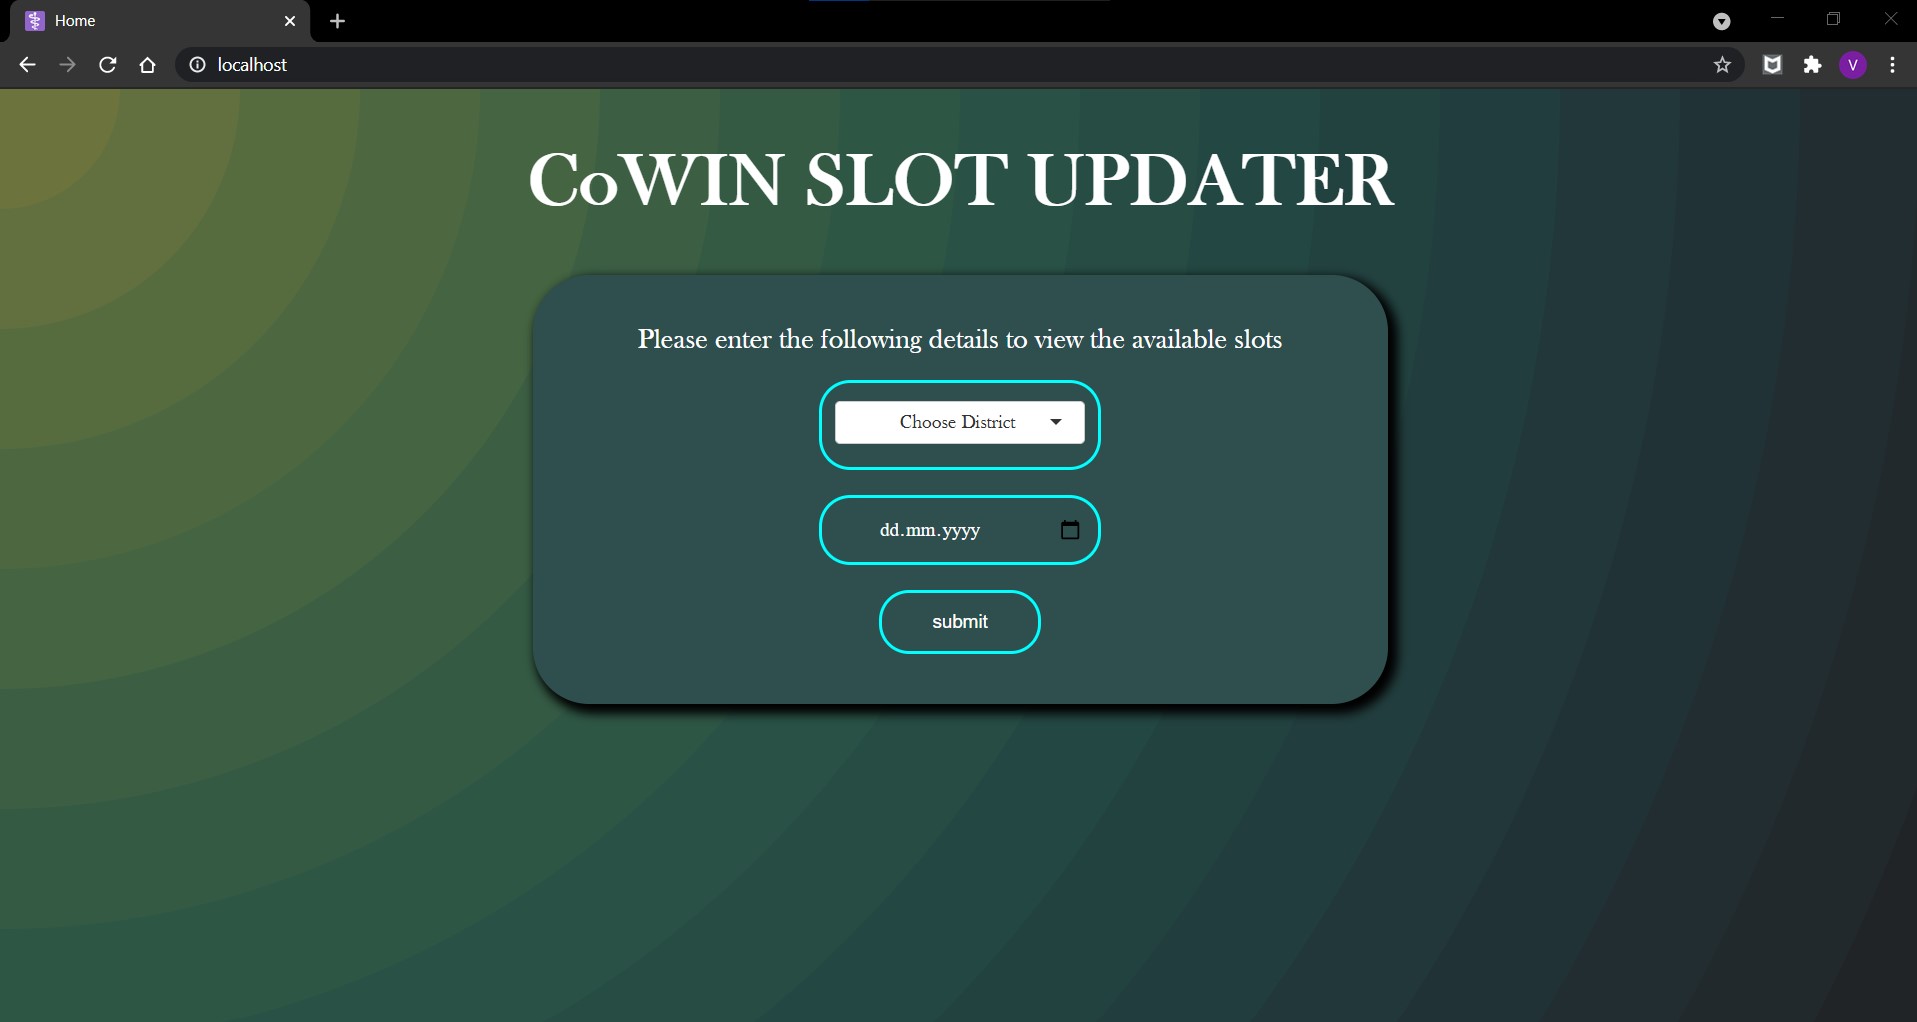 Home
localhost
V
CoWIN SLOT UPDATER
Please enter the following details to view the available slots
Choose District
dd.mm.yyyy
submit